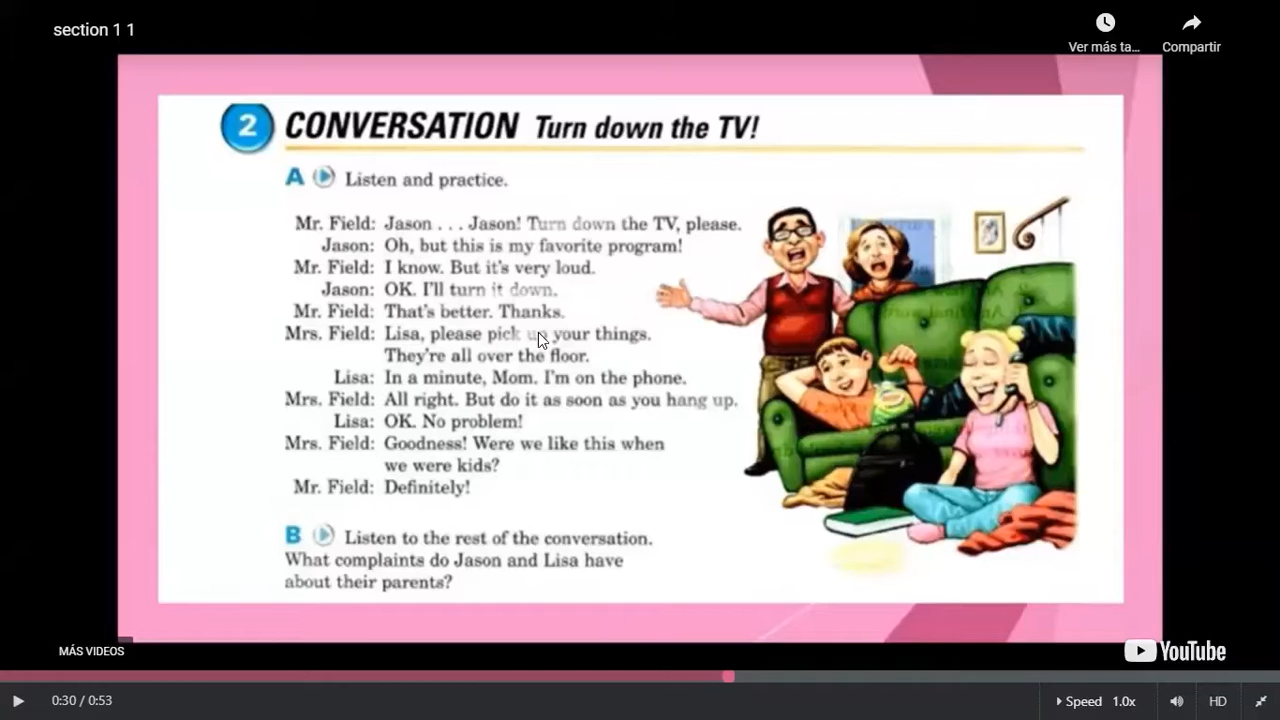 section 1 1
Ver más ta...
Compartir
2 CONVERSATION Turn down the TV!
A Listen and practice.
Mr. Field: Jason . . . Jason! Turn down the TV, please.
Jason: Oh, but this is my favorite program!
Mr. Field: I know. But it's very loud.
Jason: OK. I'll turn it down.
Mr. Field: That's better. Thanks.
Mrs. Field: Lisa, please pick up your things.
They're all over the floor.
Lisa: In a minute, Mom. I'm on the phone.
Mrs. Field: All right. But do it as soon as you hang up.
Lisa: OK. No problem!
Mrs. Field: Goodness! Were we like this when
we were kids?
Mr. Field: Definitely!
B Listen to the rest of the conversation.
What complaints do Jason and Lisa have
about their parents?
MÁS VIDEOS
YouTube
0:30 / 0:53
Speed 1.0x
HD